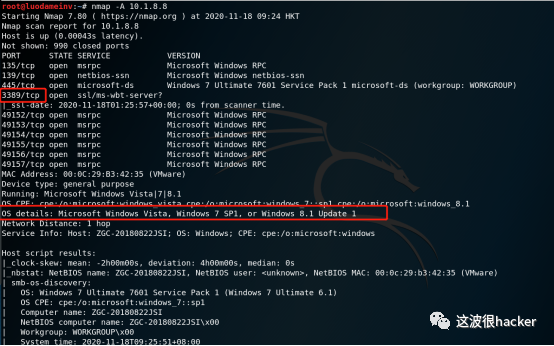 root@luodameinv:~# nmap -A 10.1.8.8
Starting Nmap 7.80 ( https://nmap.org ) at 2020-11-18 09:24 HKT
Nmap scan report for 10.1.8.8
Host is up (0.00043s latency).
Not shown: 990 closed ports
PORT STATE SERVICE VERSION
135/tcp open msrpc Microsoft Windows RPC
139/tcp open netbios-ssn Microsoft Windows netbios-ssn
445/tcp open microsoft-ds Windows 7 Ultimate 7601 Service Pack 1 microsoft-ds (workgroup: WORKGROUP)
3389/tcp open ssl/ms-wbt-server?
|_ssl-date: 2020-11-18T01:25:57+00:00; 0s from scanner time.
49152/tcp open msrpc Microsoft Windows RPC
49153/tcp open msrpc Microsoft Windows RPC
49154/tcp open msrpc Microsoft Windows RPC
49155/tcp open msrpc Microsoft Windows RPC
49156/tcp open msrpc Microsoft Windows RPC
49157/tcp open msrpc Microsoft Windows RPC
MAC Address: 00:0C:29:B3:42:35 (VMware)
Device type: general purpose
Running: Microsoft Windows Vista|7|8.1
OS CPE: cpe:/o:microsoft:windows_vista cpe:/o:microsoft:windows_7::sp1 cpe:/o:microsoft:windows_8.1
OS details: Microsoft Windows Vista, Windows 7 SP1, or Windows 8.1 Update 1
Network Distance: 1 hop
Service Info: Host: ZGC-20180822JSI; OS: Windows; CPE: cpe:/o:microsoft:windows
Host script results:
|_clock-skew: mean: -2h00m00s, deviation: 4h00m00s, median: 0s
|_nbstat: NetBIOS name: ZGC-20180822JSI, NetBIOS user: <unknown>, NetBIOS MAC: 00:0c:29:b3:42:35 (VMware)
| smb-os-discovery:
| OS: Windows 7 Ultimate 7601 Service Pack 1 (Windows 7 Ultimate 6.1)
| OS CPE: cpe:/o:microsoft:windows_7::sp1
| Computer name: ZGC-20180822JSI
| NetBIOS computer name: ZGC-20180822JSI\x00
| Workgroup: WORKGROUP\x00
| System time: 2020-11-18T09:25:51+08:00
这波很hacker